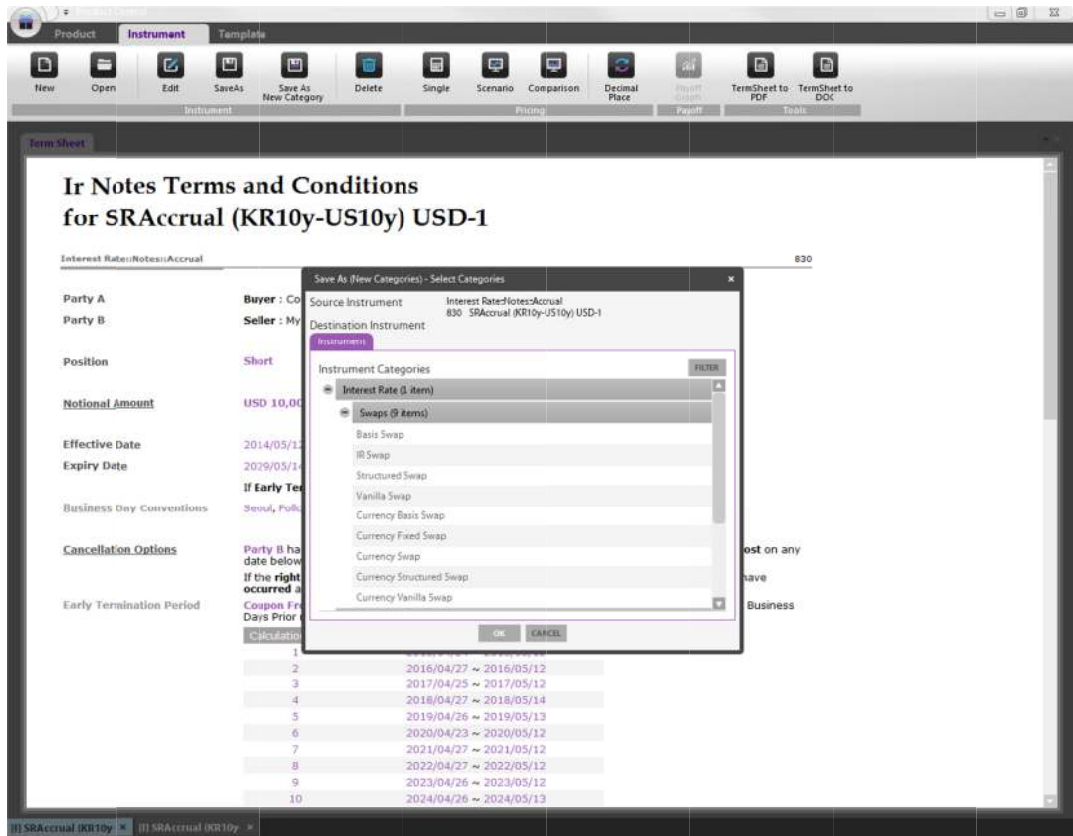 Product
Instrument
Template
New
Open
Edit
SaveAs
Save As
New Category
Delete
Single
Scenario
Comparison
Decimal
Place
Payoff
Graph
TermSheet to
PDF
TermSheet to
DOC
Instrument
Pricing
Payoff
Tools
Term Sheet
Ir Notes Terms and Conditions
for SRAccrual (KR10y-US10y) USD-1
Interest Rate::Notes::Accrual 830
Party A Buyer : Co
Party B Seller : My
Position Short
Notional Amount USD 10,00
Effective Date 2014/05/12
Expiry Date 2029/05/14
If Early Ter
Business Day Conventions Seoul, Follo
Cancellation Options Party B ha ost on any
date below
If the right have
occurred a
Early Termination Period Coupon Fre Business
Days Prior
Calculation
1
2 2016/04/27 ~ 2016/05/12
3 2017/04/25 ~ 2017/05/12
4 2018/04/27 ~ 2018/05/14
5 2019/04/26 ~ 2019/05/13
6 2020/04/23 ~ 2020/05/12
7 2021/04/27 ~ 2021/05/12
8 2022/04/27 ~ 2022/05/12
9 2023/04/26 ~ 2023/05/12
10 2024/04/26 ~ 2024/05/13
Save As (New Categories) - Select Categories
Source Instrument Interest Rate::Notes::Accrual
830 SRAccrual (KR10y-US10y) USD-1
Destination Instrument
Instrument
Instrument Categories FILTER
Interest Rate (1 item)
Swaps (9 items)
Basis Swap
IR Swap
Structured Swap
Vanilla Swap
Currency Basis Swap
Currency Fixed Swap
Currency Swap
Currency Structured Swap
Currency Vanilla Swap
OK CANCEL
[I] SRAccrual (KR10y [I] SRAccrual (KR10y